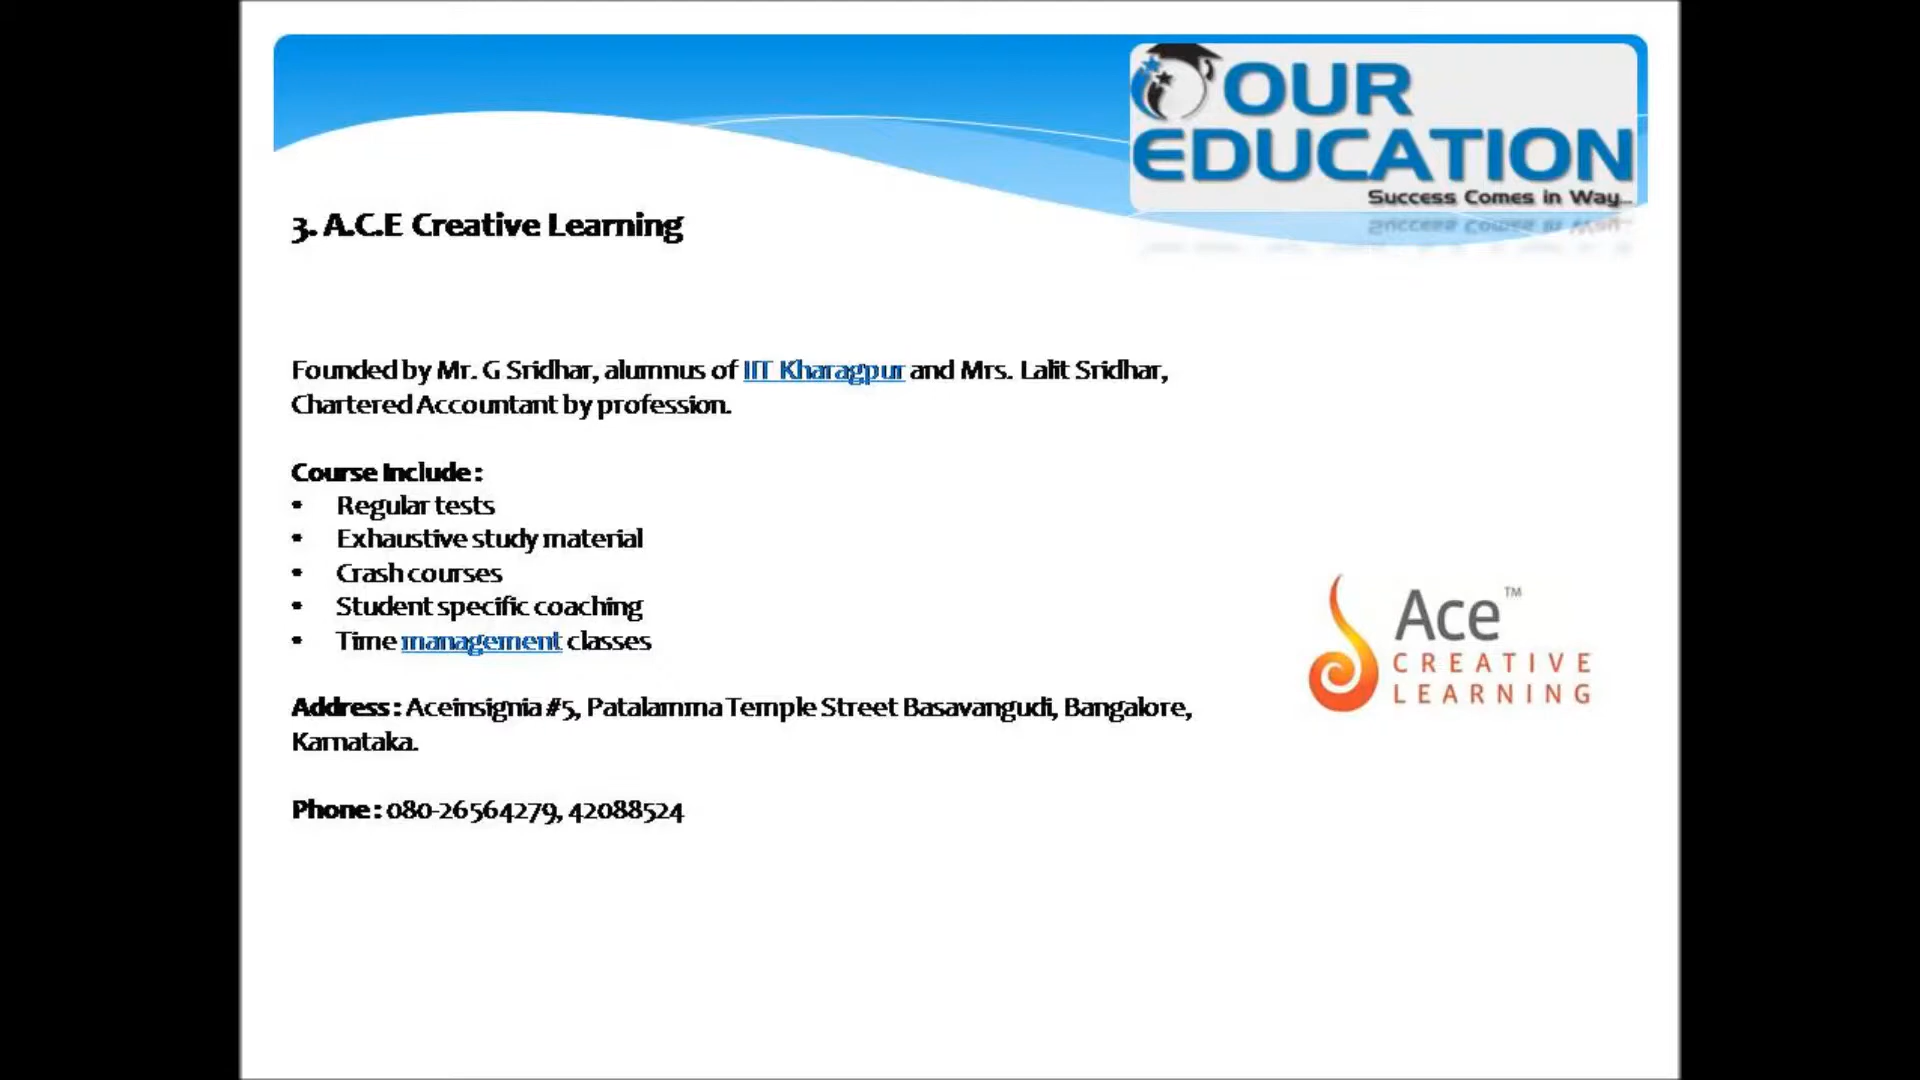 OUR
EDUCATION
Success Comes in Way...
3. A.C.E Creative Learning
Founded by Mr. G Sridhar, alumnus of IIT Kharagpur and Mrs. Lalit Sridhar,
Chartered Accountant by profession.
Course Include :
• Regular tests
• Exhaustive study material
• Crash courses
• Student specific coaching
• Time management classes
Ace™
CREATIVE
LEARNING
Address : Aceinsignia #5, Patalamma Temple Street Basavangudi, Bangalore,
Karnataka.
Phone : 080-26564279, 42088524